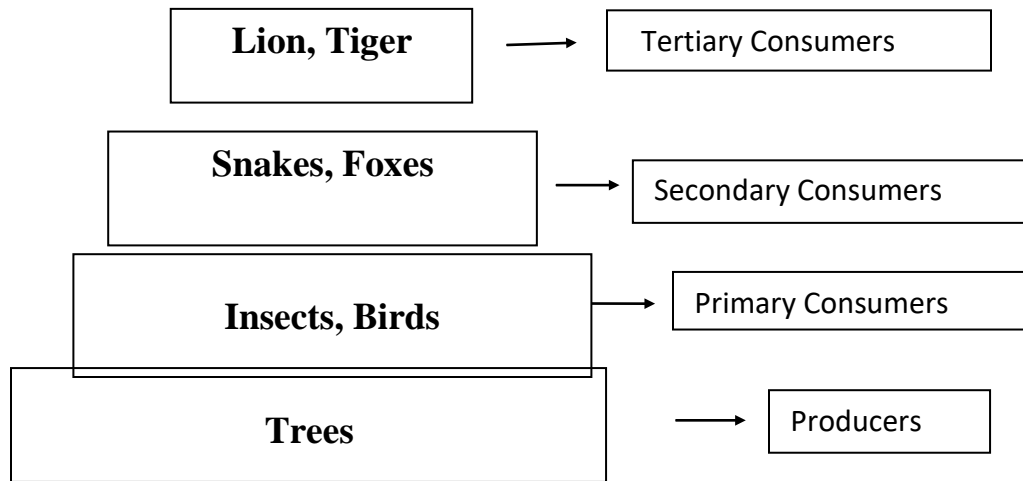 Lion, Tiger
Tertiary Consumers
Snakes, Foxes
Secondary Consumers
Insects, Birds
Primary Consumers
Trees
Producers